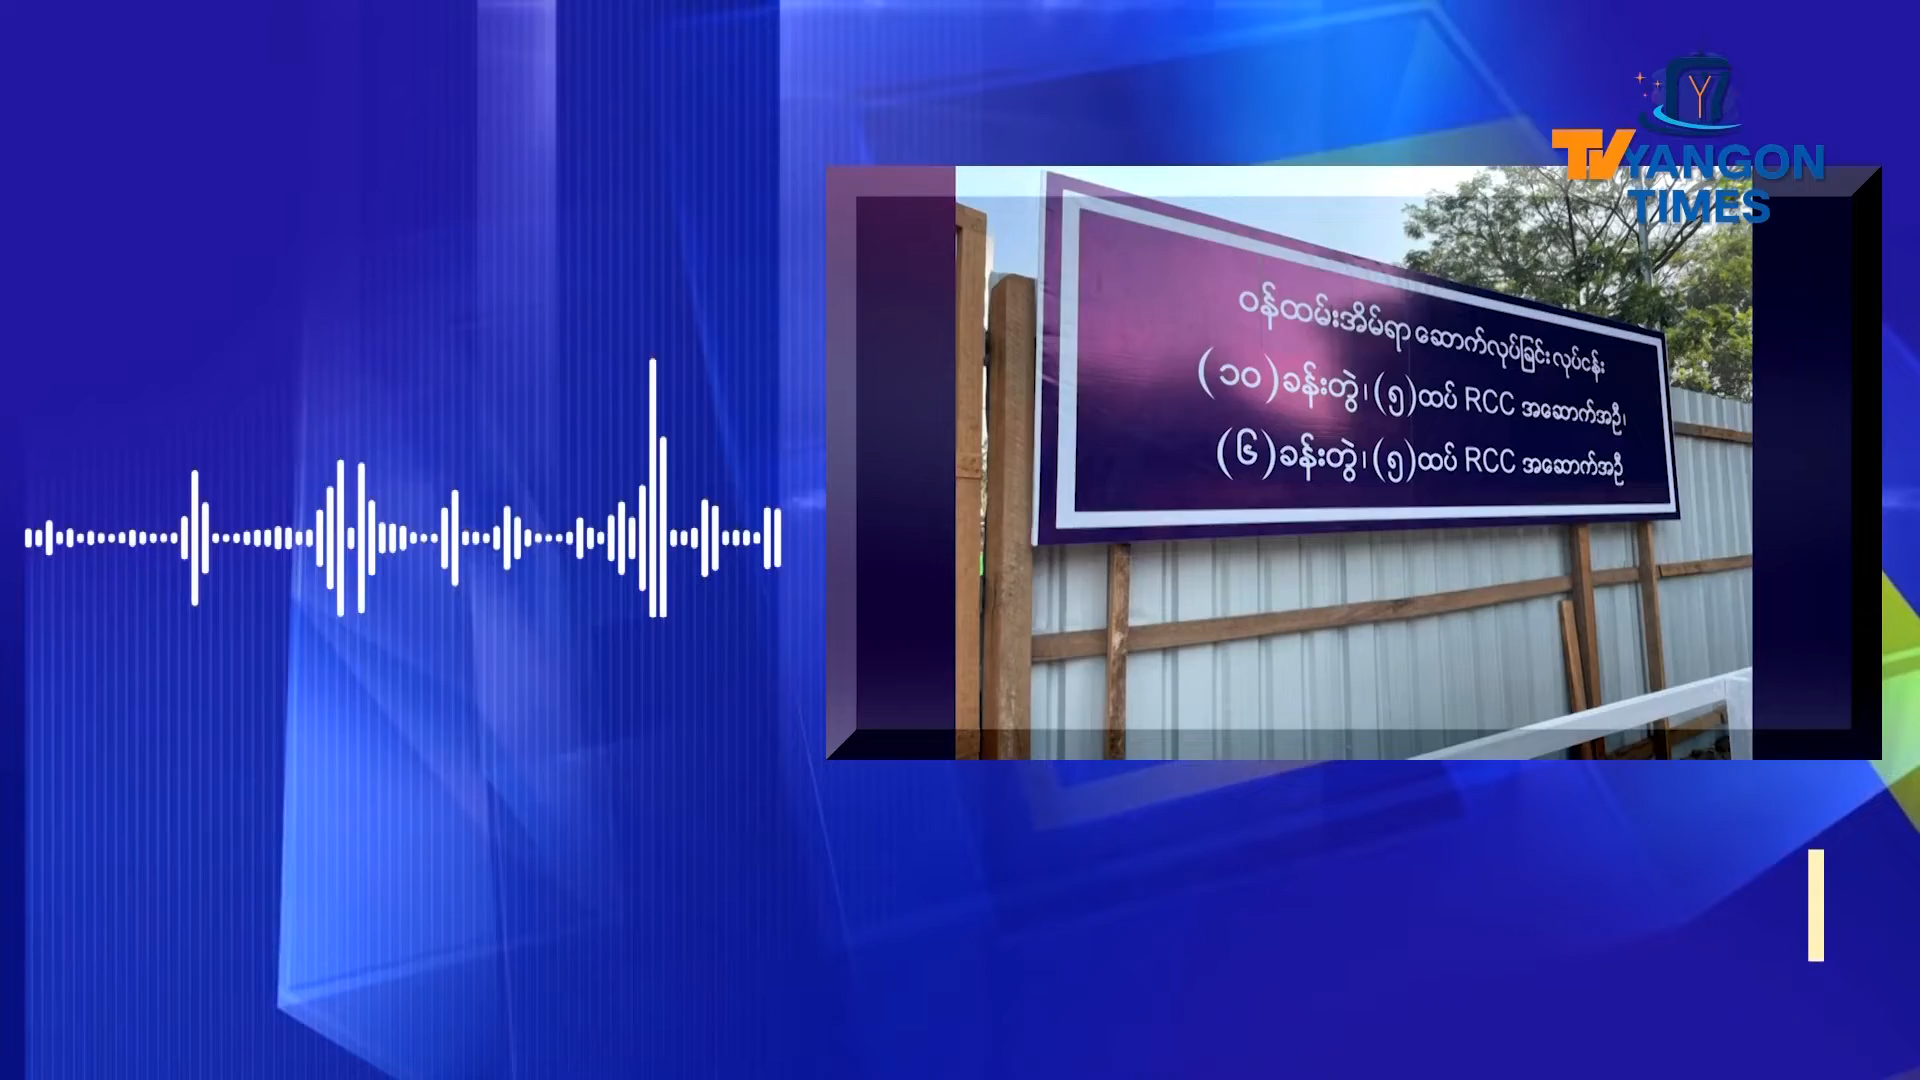 TV YANGON
TIMES
ဝန်ထမ်းအိမ်ရာ ဆောက်လုပ်ခြင်း လုပ်ငန်း
(၁၀)ခန်းတွဲ၊ (၅)ထပ် RCC အဆောက်အဦ၊
(၆)ခန်းတွဲ၊ (၅)ထပ် RCC အဆောက်အဦ